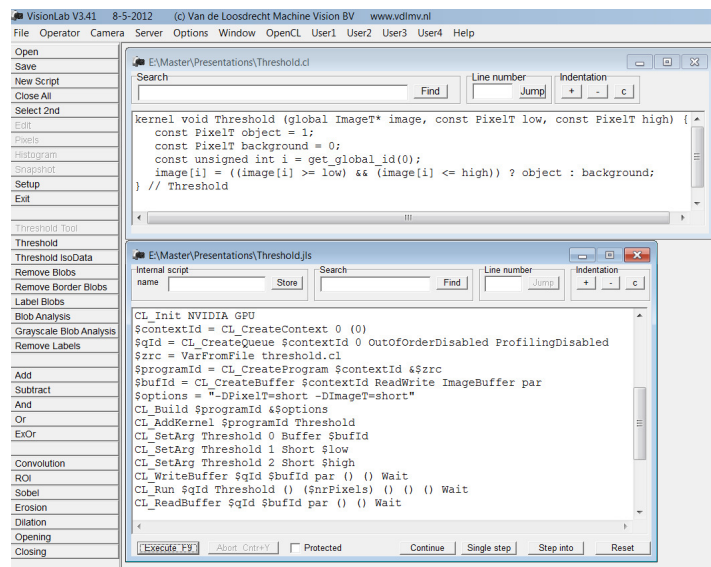 VisionLab V3.41 8-5-2012 (c) Van de Loosdrecht Machine Vision BV www.vdlmv.nl
File Operator Camera Server Options Window OpenCL User1 User2 User3 User4 Help
Open
Save
New Script
Close All
Select 2nd
Edit
Pixels
Histogram
Snapshot
Setup
Exit
Threshold Tool
Threshold
Threshold IsoData
Remove Blobs
Remove Border Blobs
Label Blobs
Blob Analysis
Grayscale Blob Analysis
Remove Labels
Add
Subtract
And
Or
ExOr
Convolution
ROI
Sobel
Erosion
Dilation
Opening
Closing
E:\Master\Presentations\Threshold.cl
Search Line number Indentation
Find Jump + - c
kernel void Threshold (global ImageT* image, const PixelT low, const PixelT high) {
const PixelT object = 1;
const PixelT background = 0;
const unsigned int i = get_global_id(0);
image[i] = ((image[i] >= low) && (image[i] <= high)) ? object : background;
} // Threshold
E:\Master\Presentations\Threshold.jls
Internal script Search Line number Indentation
name Store Find Jump + - c
CL_Init NVIDIA GPU
$contextId = CL_CreateContext 0 (0)
$qId = CL_CreateQueue $contextId 0 OutOfOrderDisabled ProfilingDisabled
$zrc = VarFromFile threshold.cl
$programId = CL_CreateProgram $contextId &$zrc
$bufId = CL_CreateBuffer $contextId ReadWrite ImageBuffer par
$options = "-DPixelT=short -DImageT=short"
CL_Build $programId &$options
CL_AddKernel $programId Threshold
CL_SetArg Threshold 0 Buffer $bufId
CL_SetArg Threshold 1 Short $low
CL_SetArg Threshold 2 Short $high
CL_WriteBuffer $qId $bufId par () () Wait
CL_Run $qId Threshold () ($nrPixels) () () () Wait
CL_ReadBuffer $qId $bufId par () () Wait
Execute F9 Abort Cntr+Y Protected Continue Single step Step into Reset